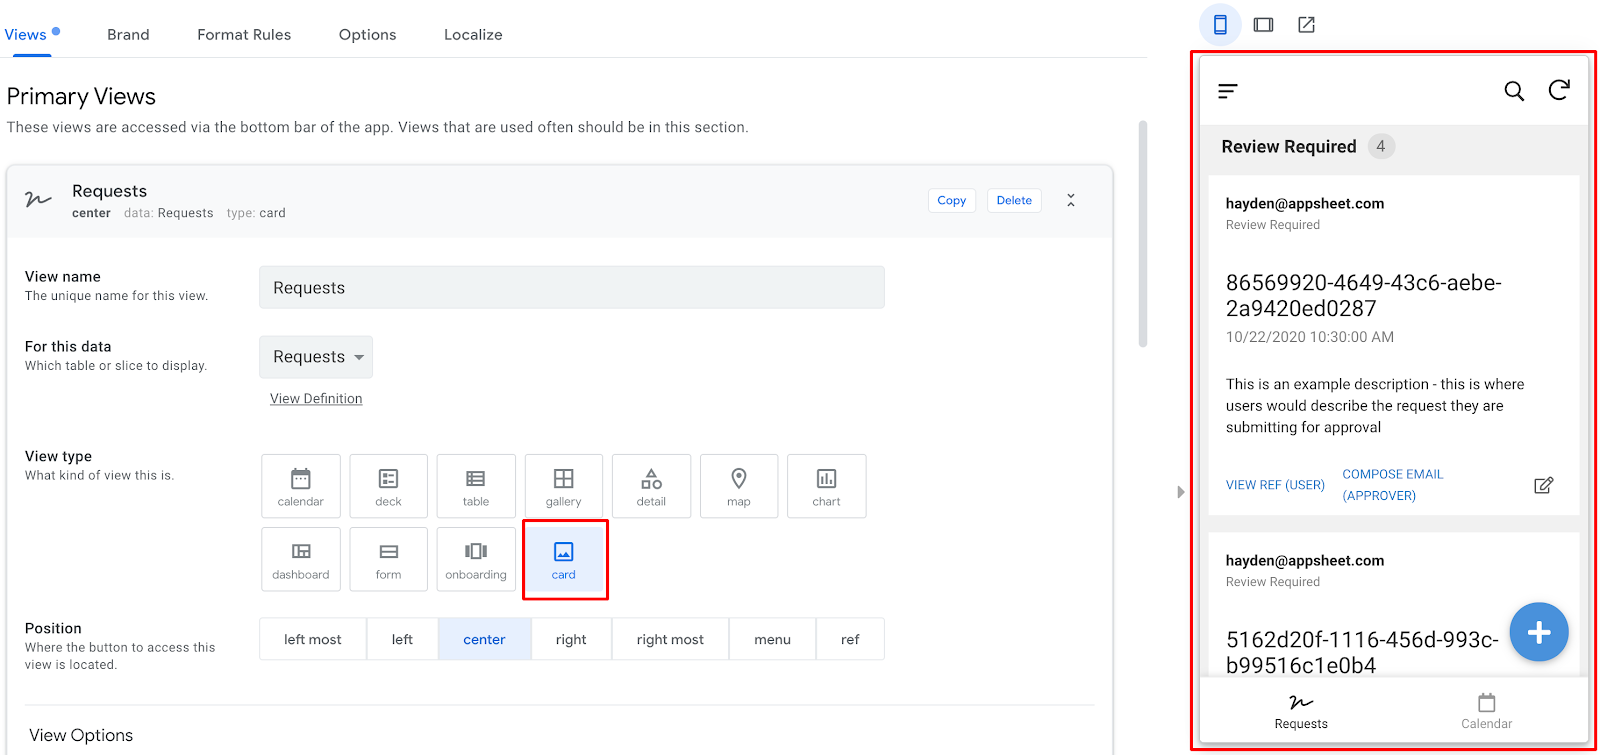 Views
Brand
Format Rules
Options
Localize
Primary Views
These views are accessed via the bottom bar of the app. Views that are used often should be in this section.
Requests
center data: Requests type: card
Copy
Delete
View name
The unique name for this view.
Requests
For this data
Which table or slice to display.
Requests
View Definition
View type
What kind of view this is.
calendar
deck
table
gallery
detail
map
chart
dashboard
form
onboarding
card
Position
Where the button to access this
view is located.
left most
left
center
right
right most
menu
ref
View Options
Review Required 4
hayden@appsheet.com
Review Required
86569920-4649-43c6-aebe-
2a9420ed0287
10/22/2020 10:30:00 AM
This is an example description - this is where
users would describe the request they are
submitting for approval
VIEW REF (USER)
COMPOSE EMAIL
(APPROVER)
hayden@appsheet.com
Review Required
5162d20f-1116-456d-993c-
b99516c1e0b4
Requests
Calendar